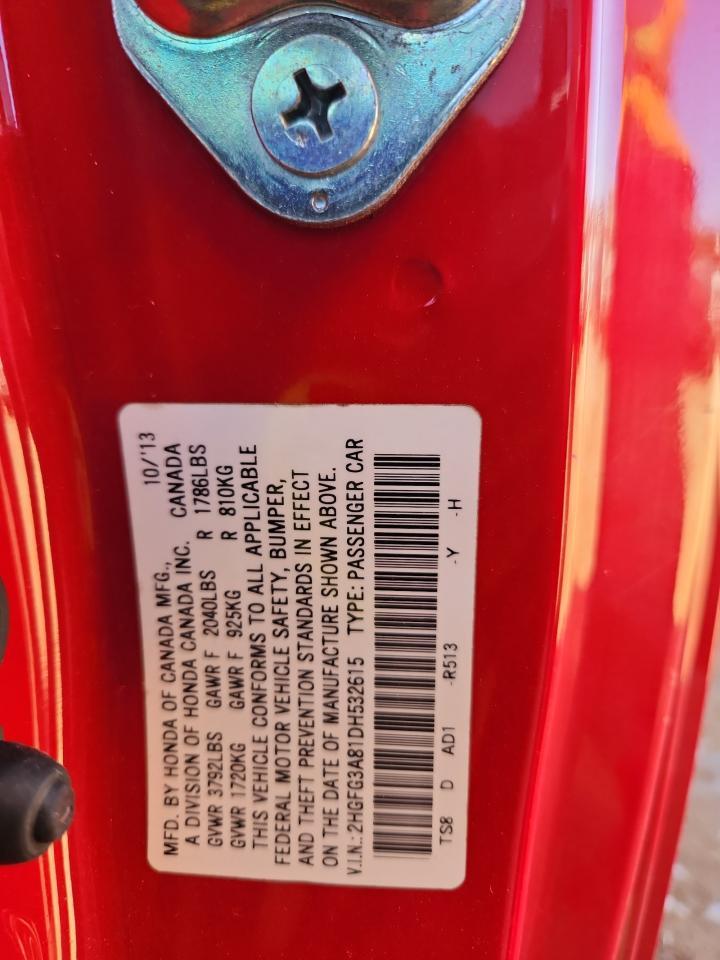 MFD. BY HONDA OF CANADA MFG., 10/'13
A DIVISION OF HONDA CANADA INC. CANADA
GVWR 3792LBS GAWR F 2040LBS R 1786LBS
GVWR 1720KG GAWR F 925KG R 810KG
THIS VEHICLE CONFORMS TO ALL APPLICABLE
FEDERAL MOTOR VEHICLE SAFETY, BUMPER,
AND THEFT PREVENTION STANDARDS IN EFFECT
ON THE DATE OF MANUFACTURE SHOWN ABOVE.
V.I.N.: 2HGFG3A81DH532615 TYPE: PASSENGER CAR
TS8 D AD1 -R513 -Y -H